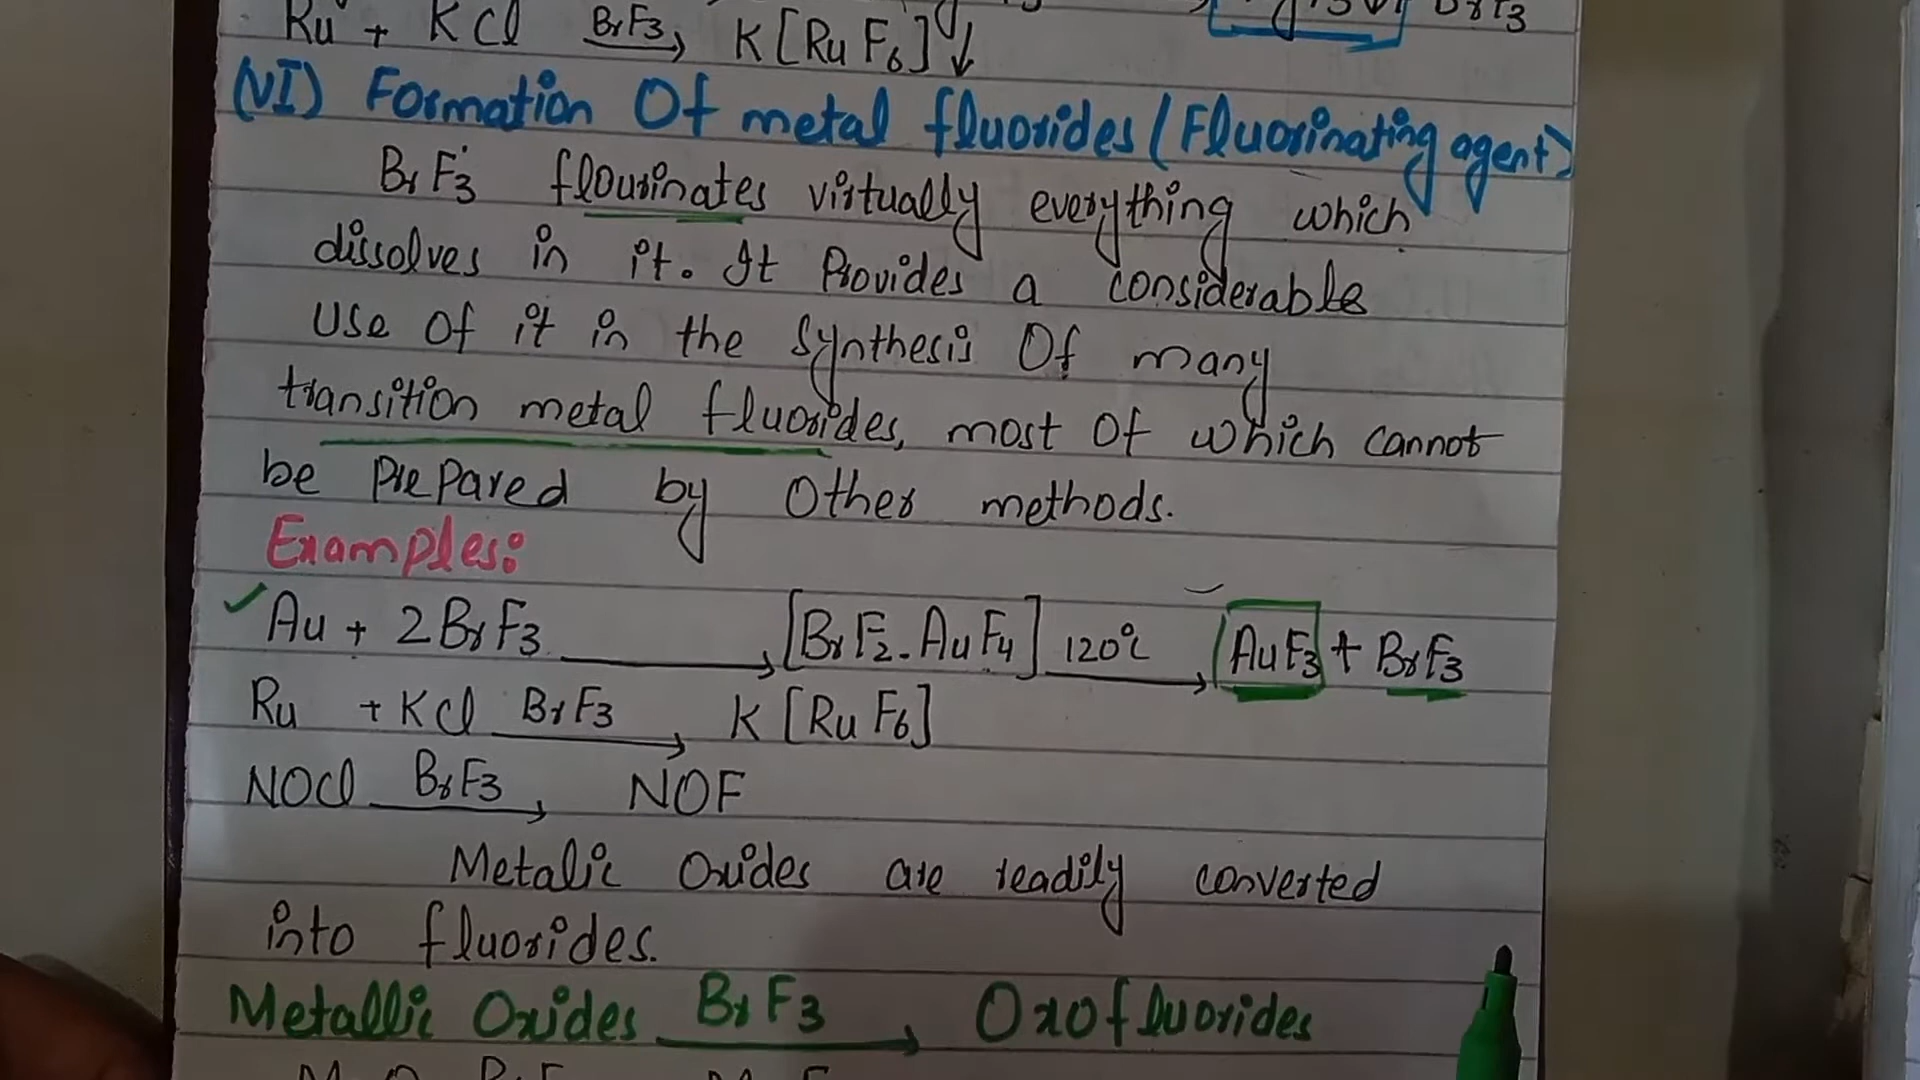 Ru + KCl BrF3 → K[RuF6]↓ BrF3
(VI) Formation Of metal fluorides (Fluorinating agent)
BrF3 flourinates virtually everything which
dissolves in it. It Provides a considerable
Use Of it in the Synthesis Of many
transition metal fluorides, most Of which cannot
be prepared by Other methods.
Examples:
✓ Au + 2BrF3 → [BrF2.AuF4] 120°C → AuF3 + BrF3
Ru + KCl BrF3 → K[RuF6]
NOCl BrF3 → NOF
Metalic Oxides are readily converted
into fluorides.
Metallic Oxides BrF3 → Oxofluorides